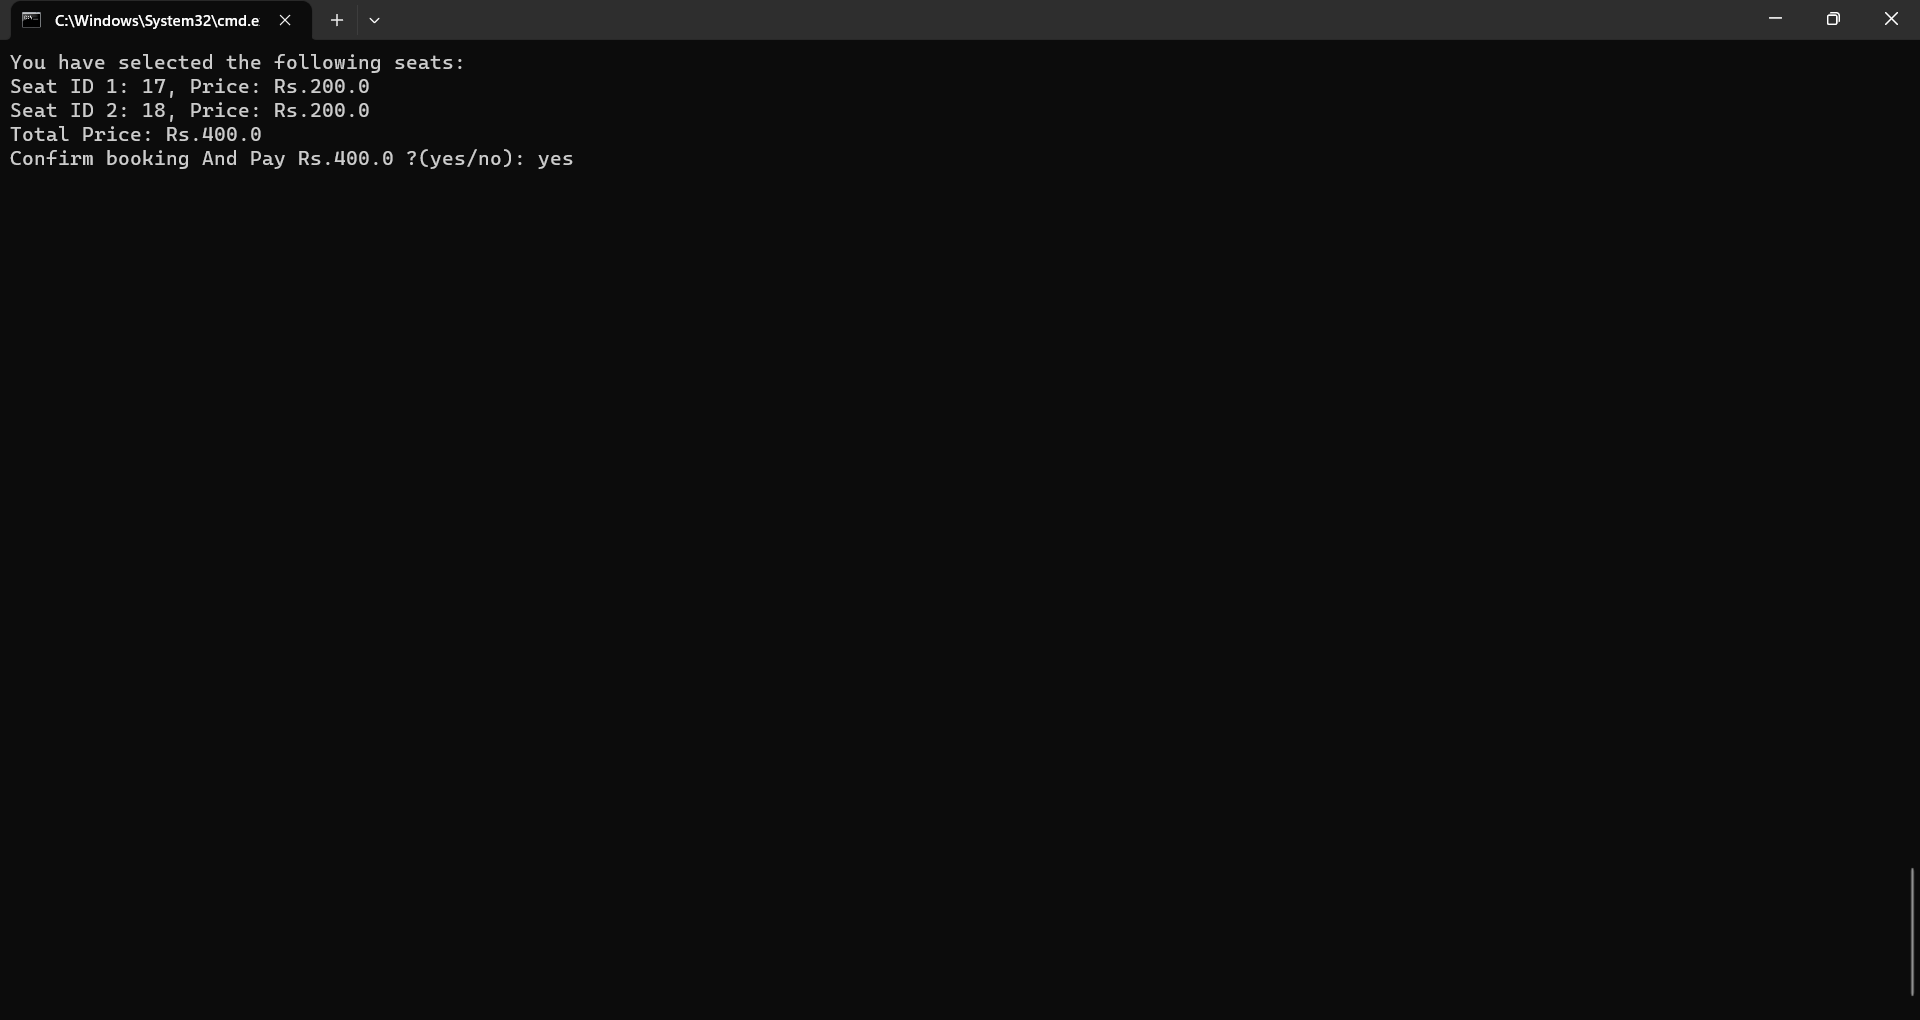 C:\Windows\System32\cmd.e
You have selected the following seats:
Seat ID 1: 17, Price: Rs.200.0
Seat ID 2: 18, Price: Rs.200.0
Total Price: Rs.400.0
Confirm booking And Pay Rs.400.0 ?(yes/no): yes